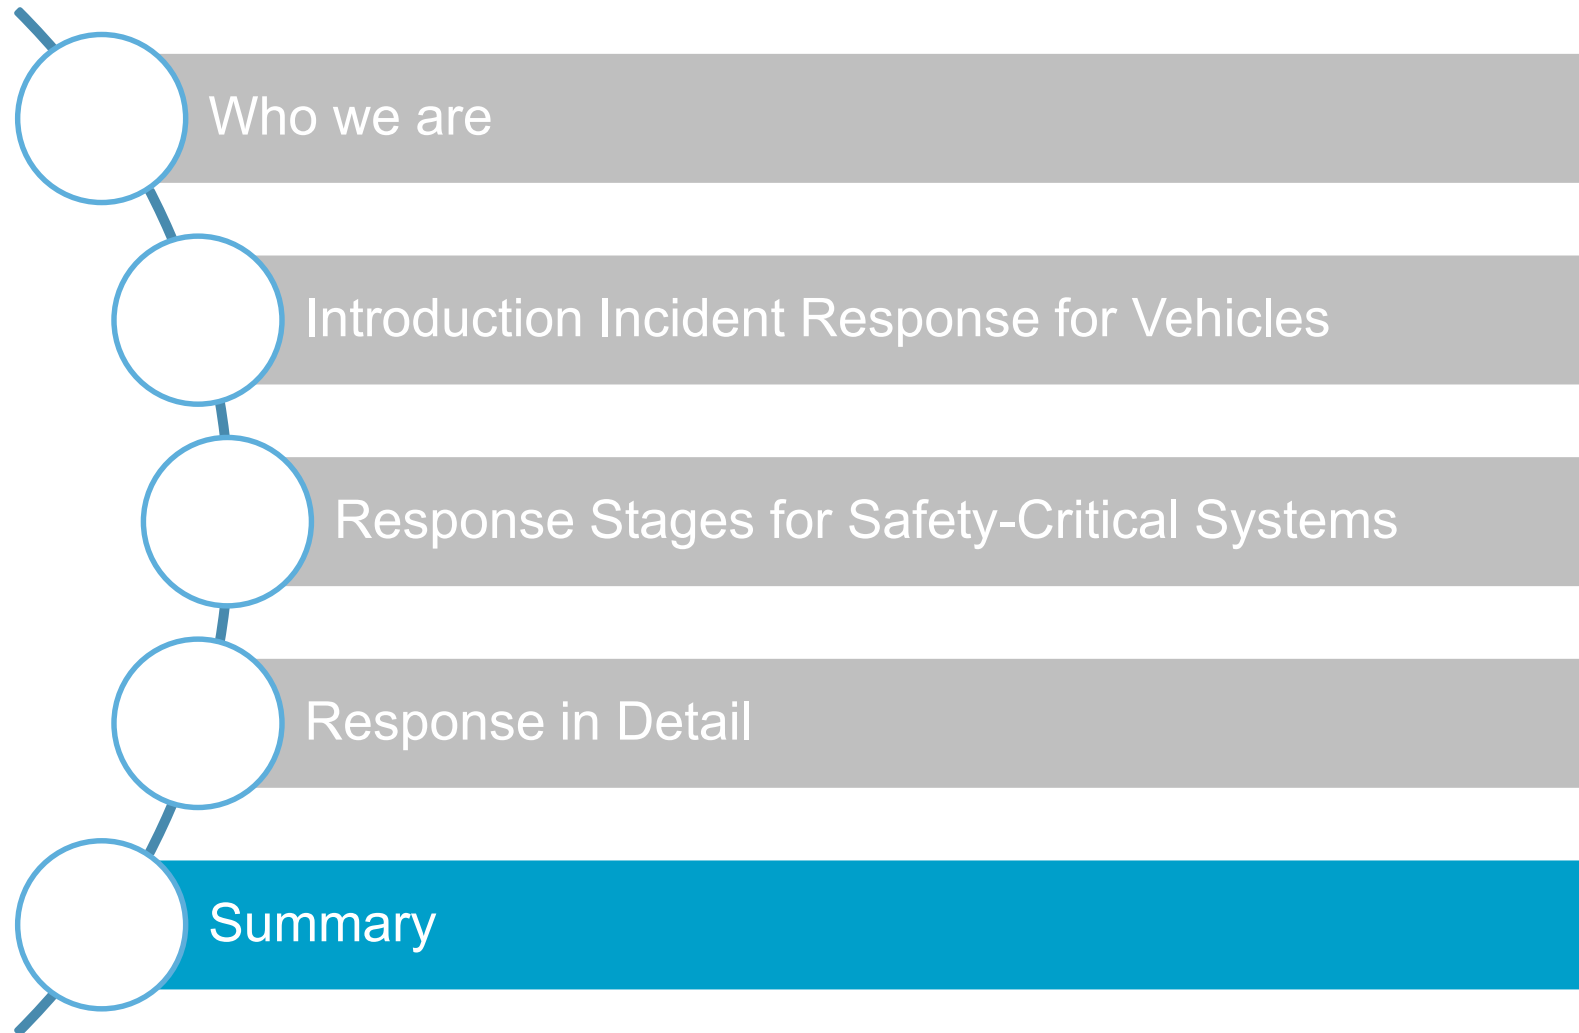 Who we are
Introduction Incident Response for Vehicles
Response Stages for Safety-Critical Systems
Response in Detail
Summary